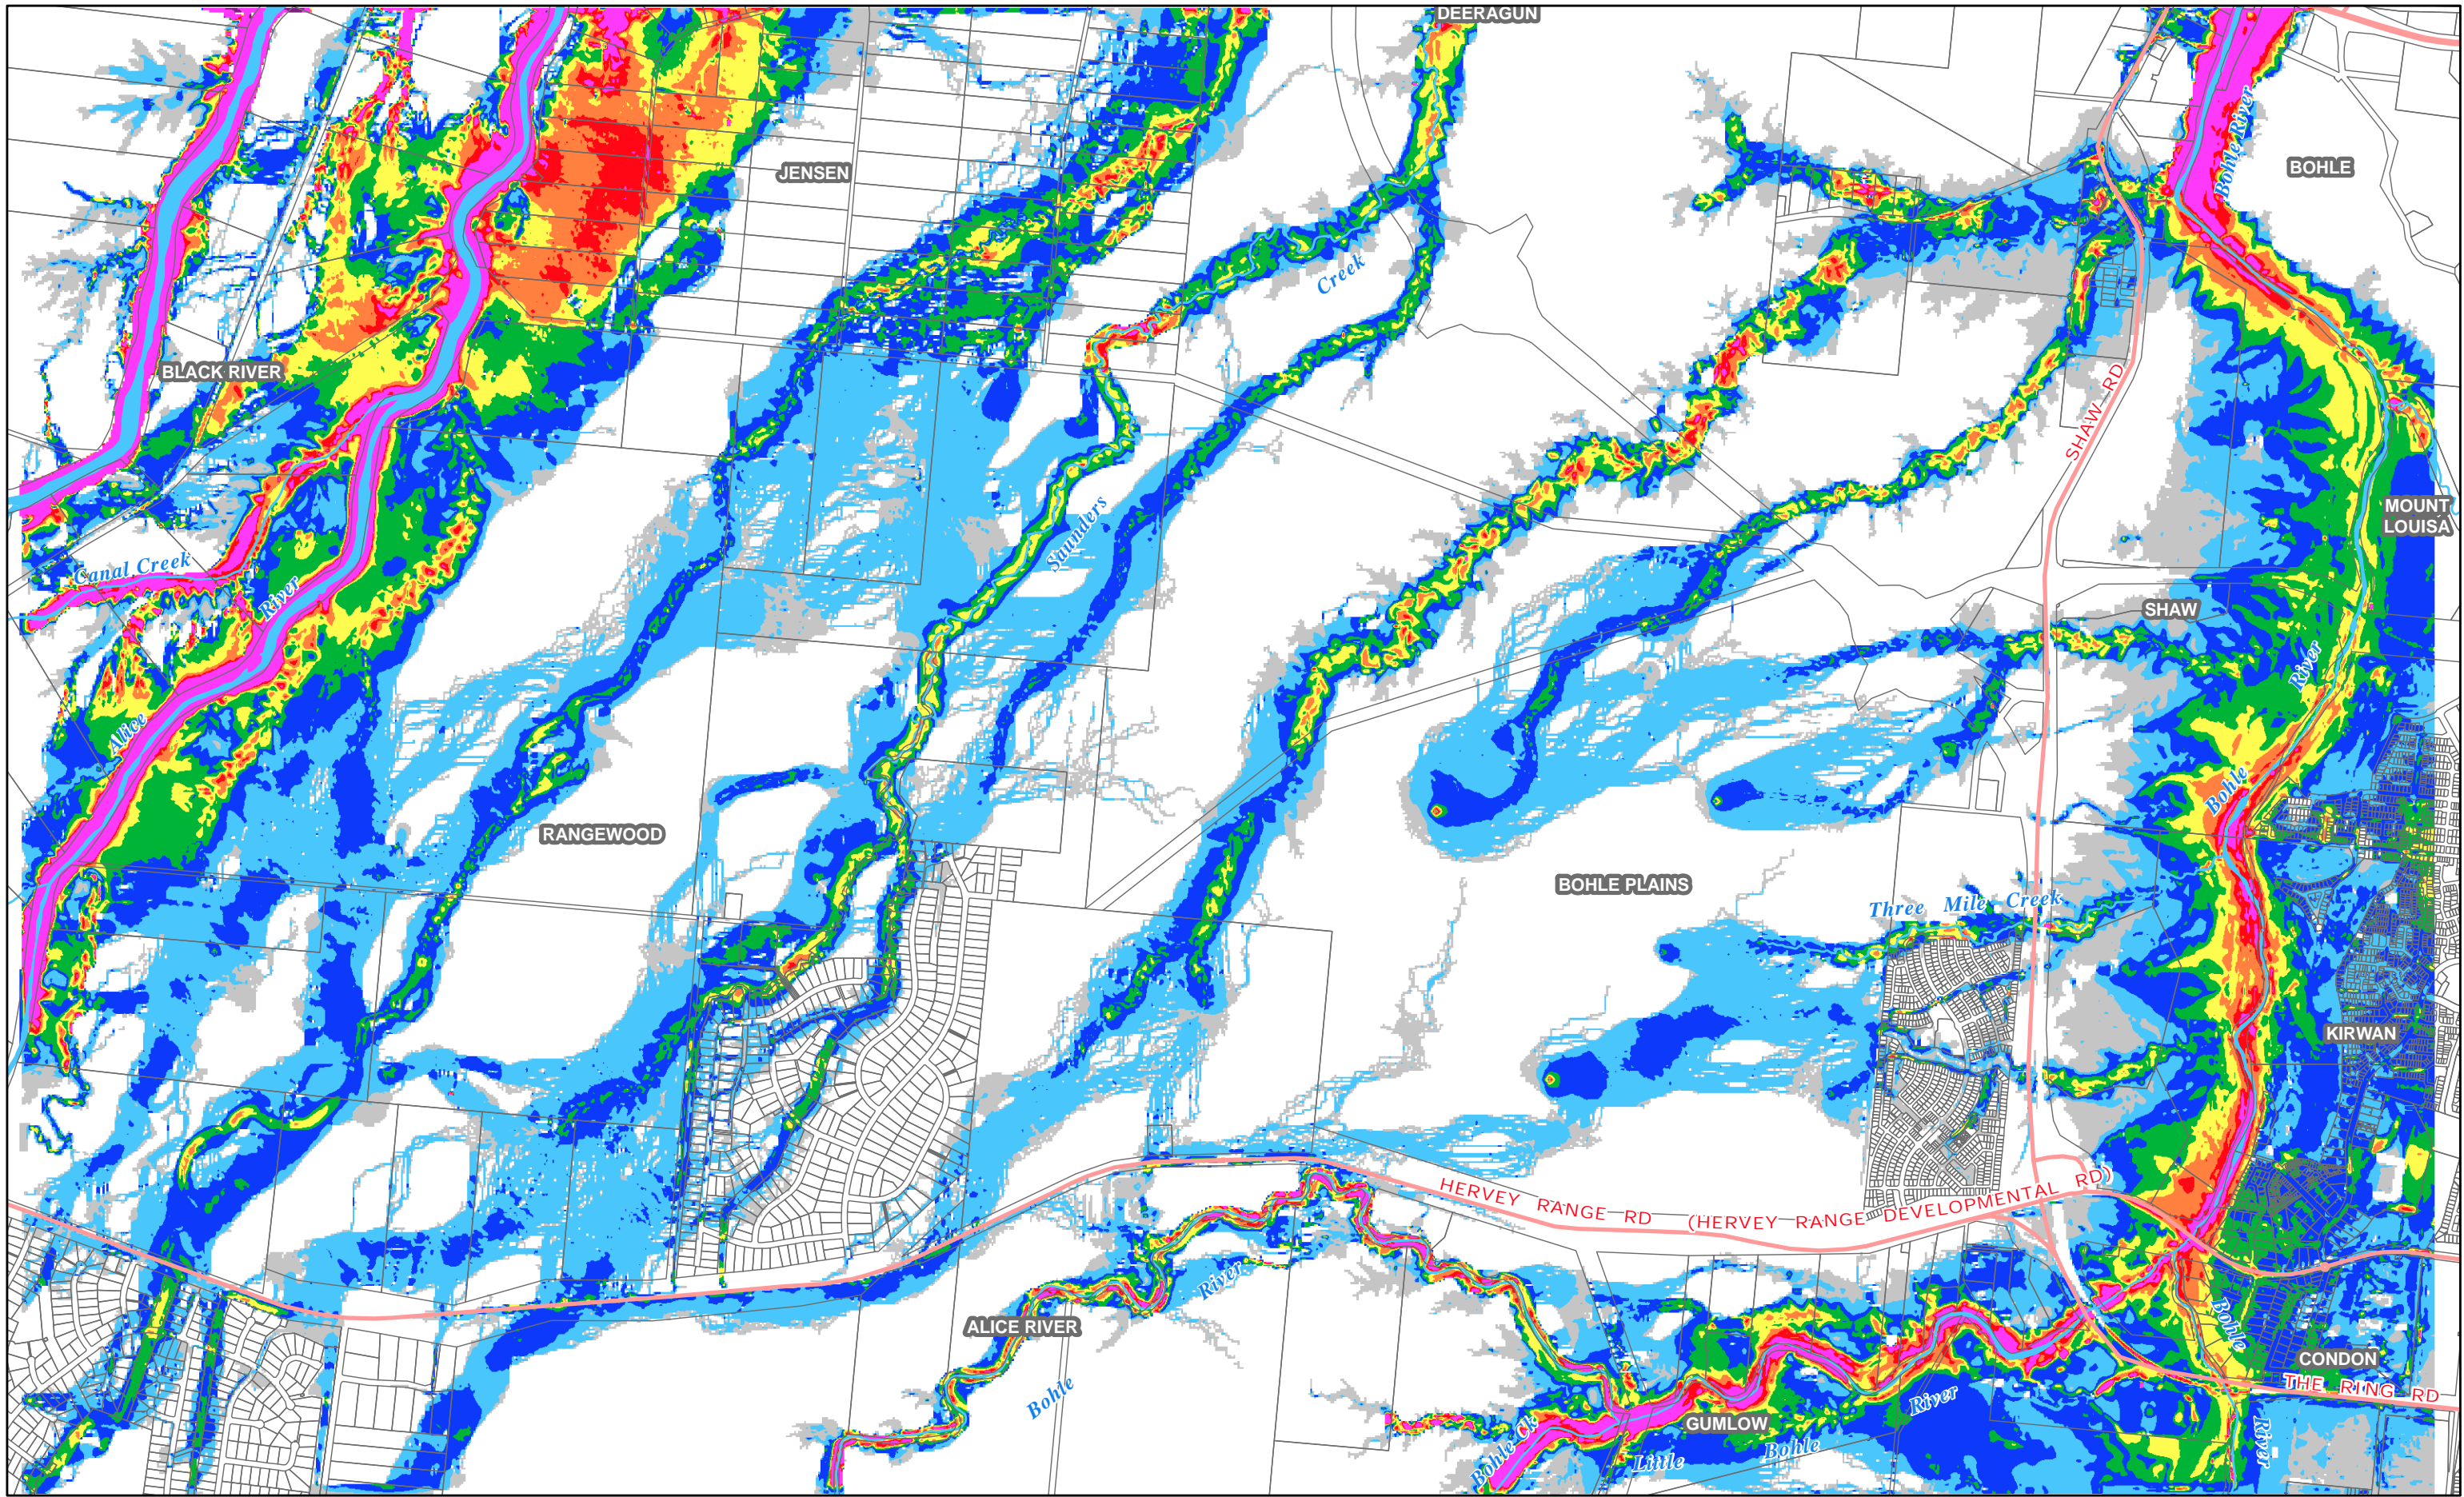 DEERAGUN
Bohle River
BOHLE
JENSEN
Creek
BLACK RIVER
SHAW RD
MOUNT
LOUISA
Saunders
Canal Creek
River
SHAW
River
Alice
Bohle
RANGEWOOD
BOHLE PLAINS
Three Mile Creek
KIRWAN
HERVEY RANGE RD (HERVEY RANGE DEVELOPMENTAL RD)
River
ALICE RIVER
Bohle
CONDON
THE RING RD
Bohle
River
GUMLOW
Bohle Ck
Little
Bohle
River